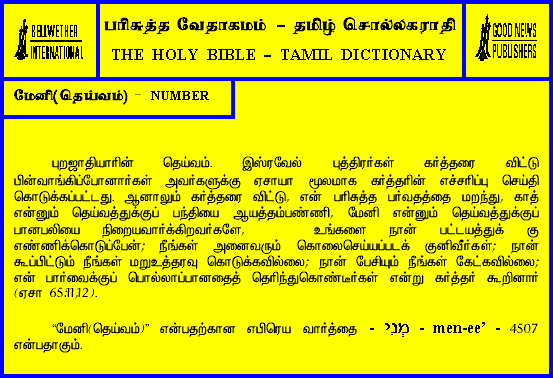 BELLWETHER
INTERNATIONAL
பரிசுத்த வேதாகமம் – தமிழ் சொல்லகராதி
THE HOLY BIBLE – TAMIL DICTIONARY
GOOD NEWS
PUBLISHERS
மேனி(தெய்வம்) – NUMBER
புறஜாதியாரின் தெய்வம். இஸ்ரவேல் புத்திரர்கள் கர்த்தரை விட்டு
பின்வாங்கிப்போனார்கள் அவர்களுக்கு ஏசாயா மூலமாக கர்த்தரின் எச்சரிப்பு செய்தி
கொடுக்கப்பட்டது. ஆனாலும் கர்த்தரை விட்டு, என் பரிசுத்த பர்வதத்தை மறந்து, காத்
என்னும் தெய்வத்துக்குப் பந்தியை ஆயத்தம்பண்ணி, மேனி என்னும் தெய்வத்துக்குப்
பானபலியை நிறையவார்க்கிறவர்களே, உங்களை நான் பட்டயத்துக் கு
எண்ணிக்கொடுப்பேன்; நீங்கள் அனைவரும் கொலைசெய்யப்படக் குனிவீர்கள்; நான்
கூப்பிட்டும் நீங்கள் மறுஉத்தரவு கொடுக்கவில்லை; நான் பேசியும் நீங்கள் கேட்கவில்லை;
என் பார்வைக்குப் பொல்லாப்பானதைத் தெரிந்துகொண்டீர்கள் என்று கர்த்தர் கூறினார்
(ஏசா 65:11,12).
“மேனி(தெய்வம்)” என்பதற்கான எபிரெய வார்த்தை - מְנִי - men-ee’ - 4507
என்பதாகும்.